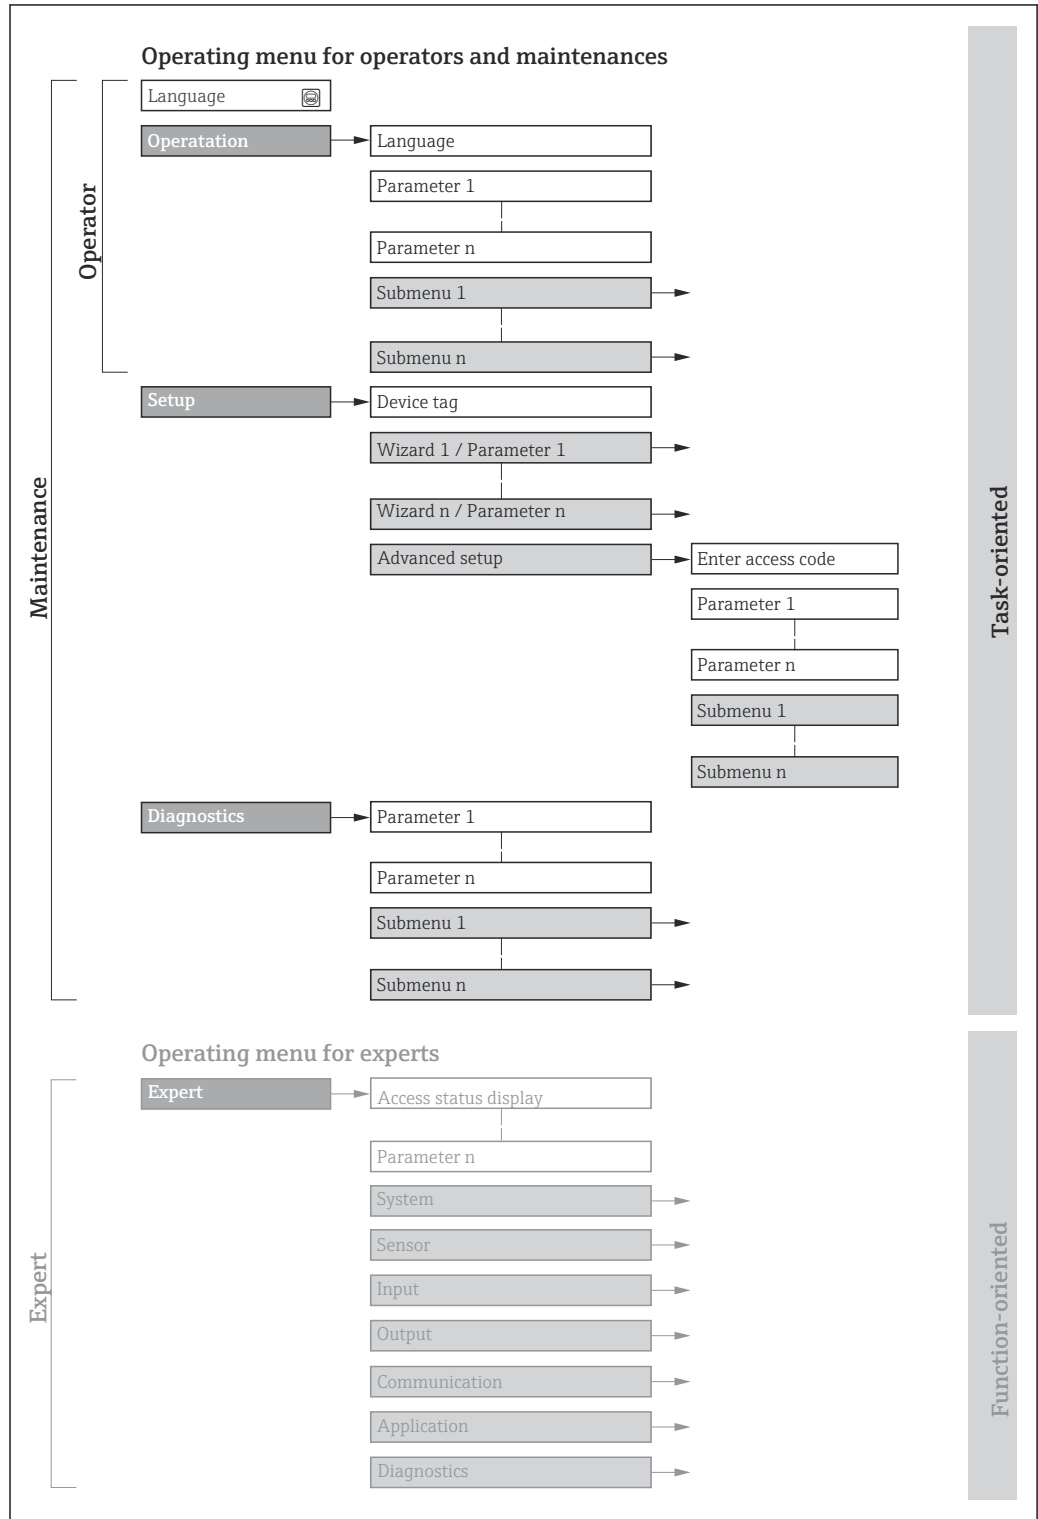 Operating menu for operators and maintenances
Language
Operatation
Language
Parameter 1
Parameter n
Submenu 1
Submenu n
Operator
Setup
Device tag
Wizard 1 / Parameter 1
Wizard n / Parameter n
Advanced setup
Enter access code
Parameter 1
Parameter n
Submenu 1
Submenu n
Maintenance
Task-oriented
Diagnostics
Parameter 1
Parameter n
Submenu 1
Submenu n
Operating menu for experts
Expert
Access status display
Parameter n
System
Sensor
Input
Output
Communication
Application
Diagnostics
Expert
Function-oriented